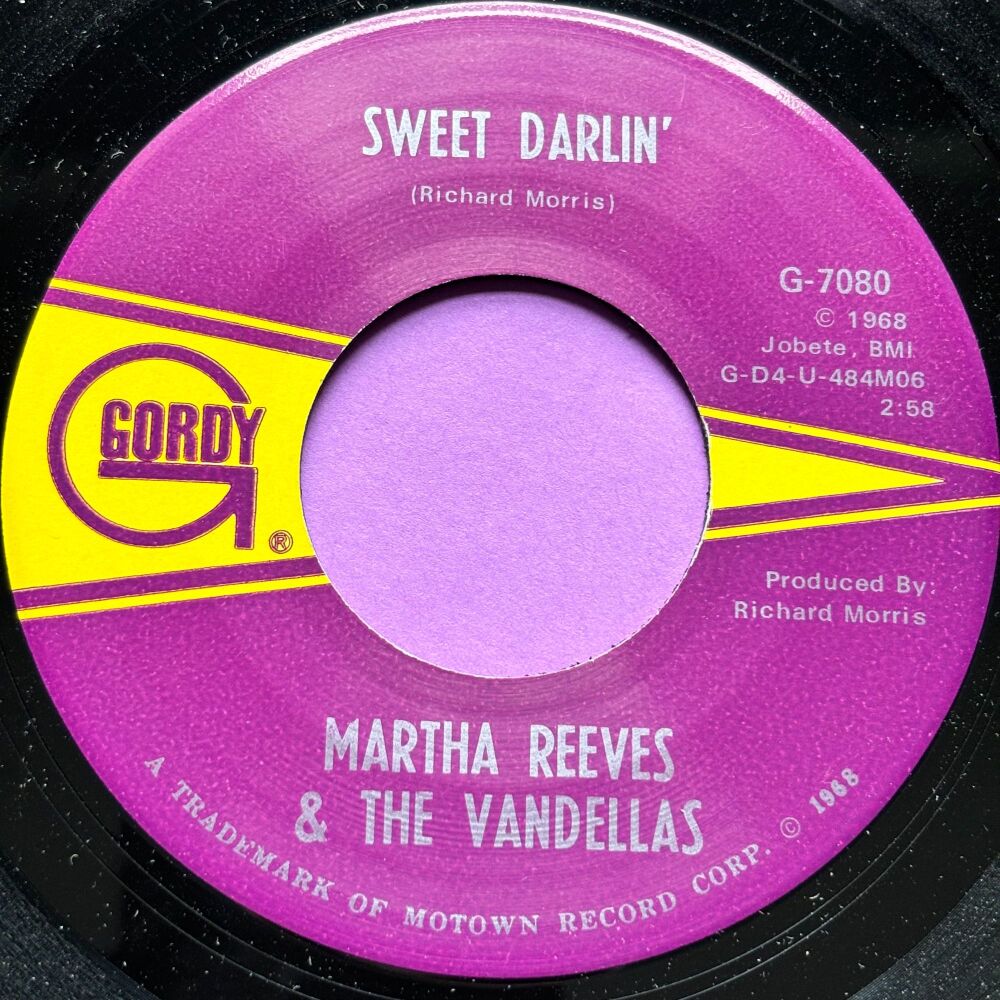 SWEET DARLIN'
(Richard Morris)
G-7080
© 1968
Jobete, BMI
G-D4-U-484M06
2:58
GORDY
®
Produced By:
Richard Morris
MARTHA REEVES
& THE VANDELLAS
A TRADEMARK OF MOTOWN RECORD CORP. © 1968